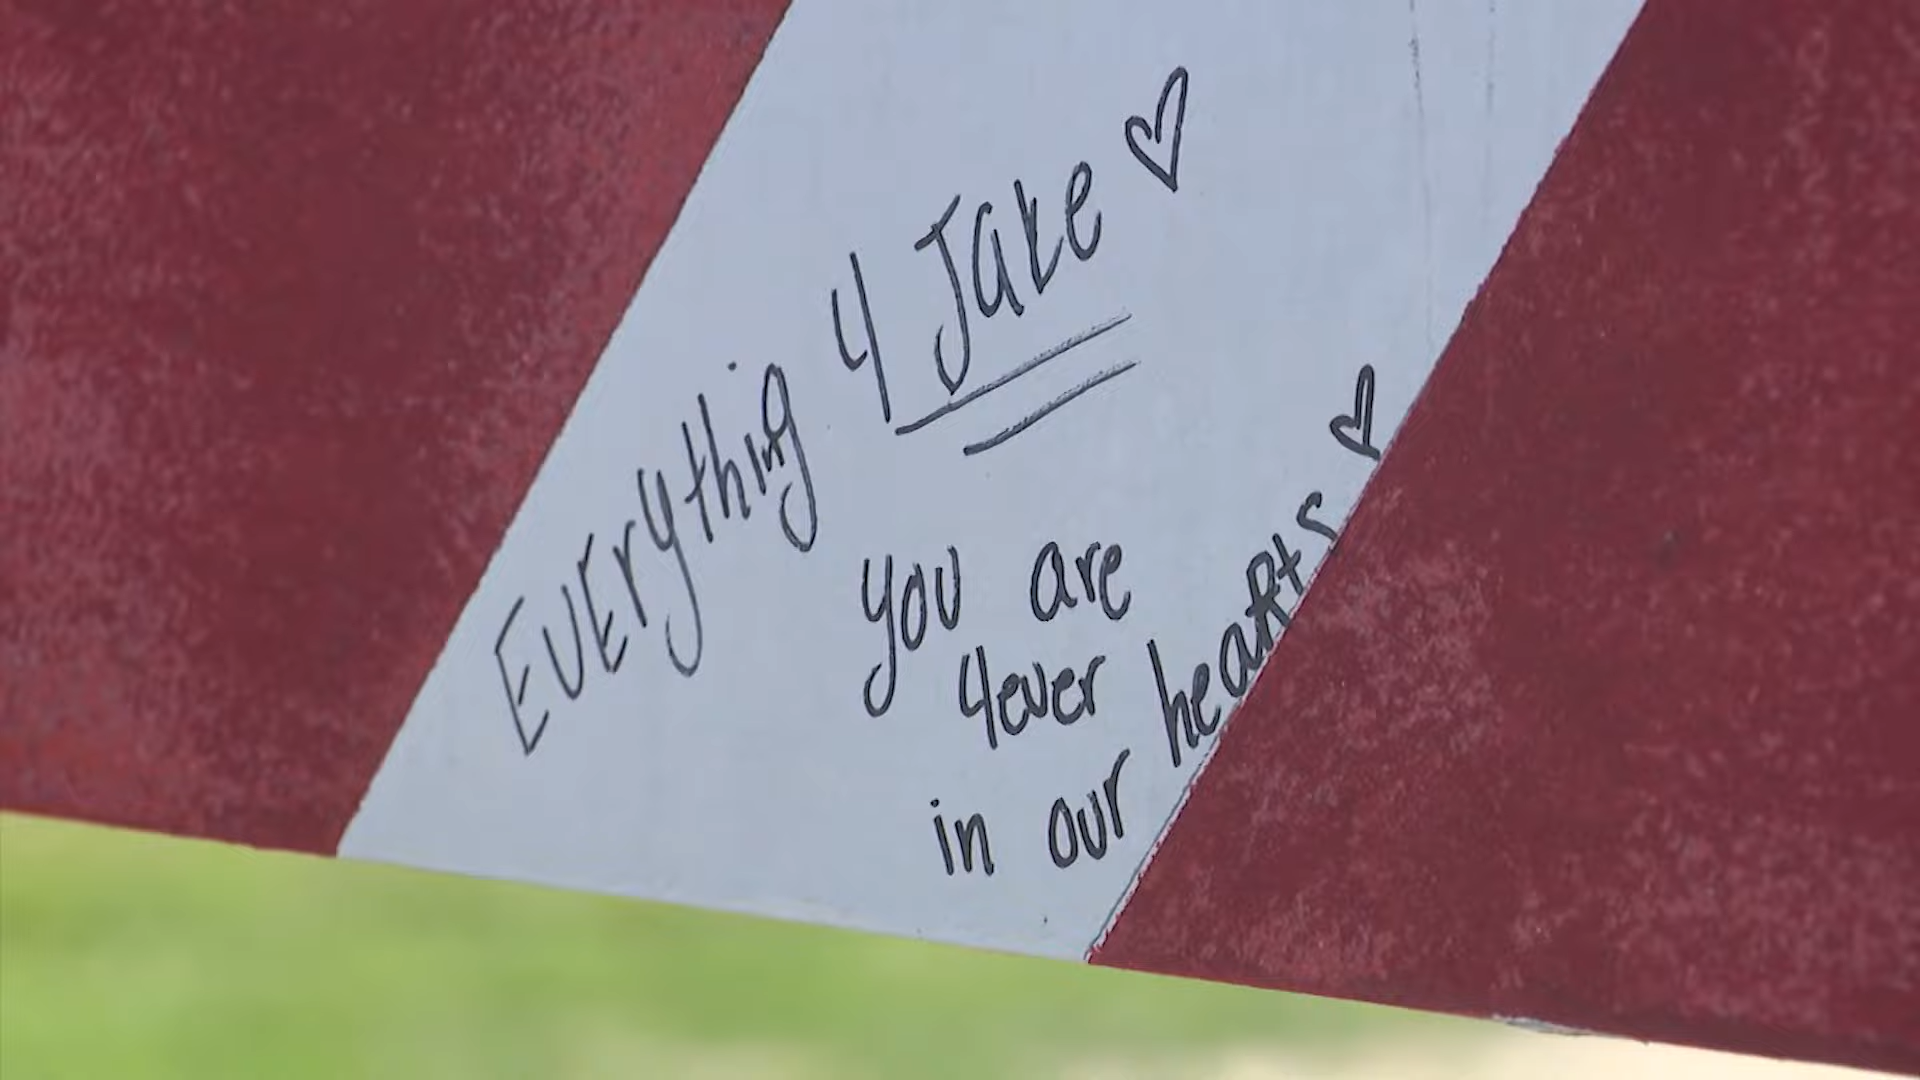 EvErything 4 Jake ♡
you are
4ever
in our hearts ♡